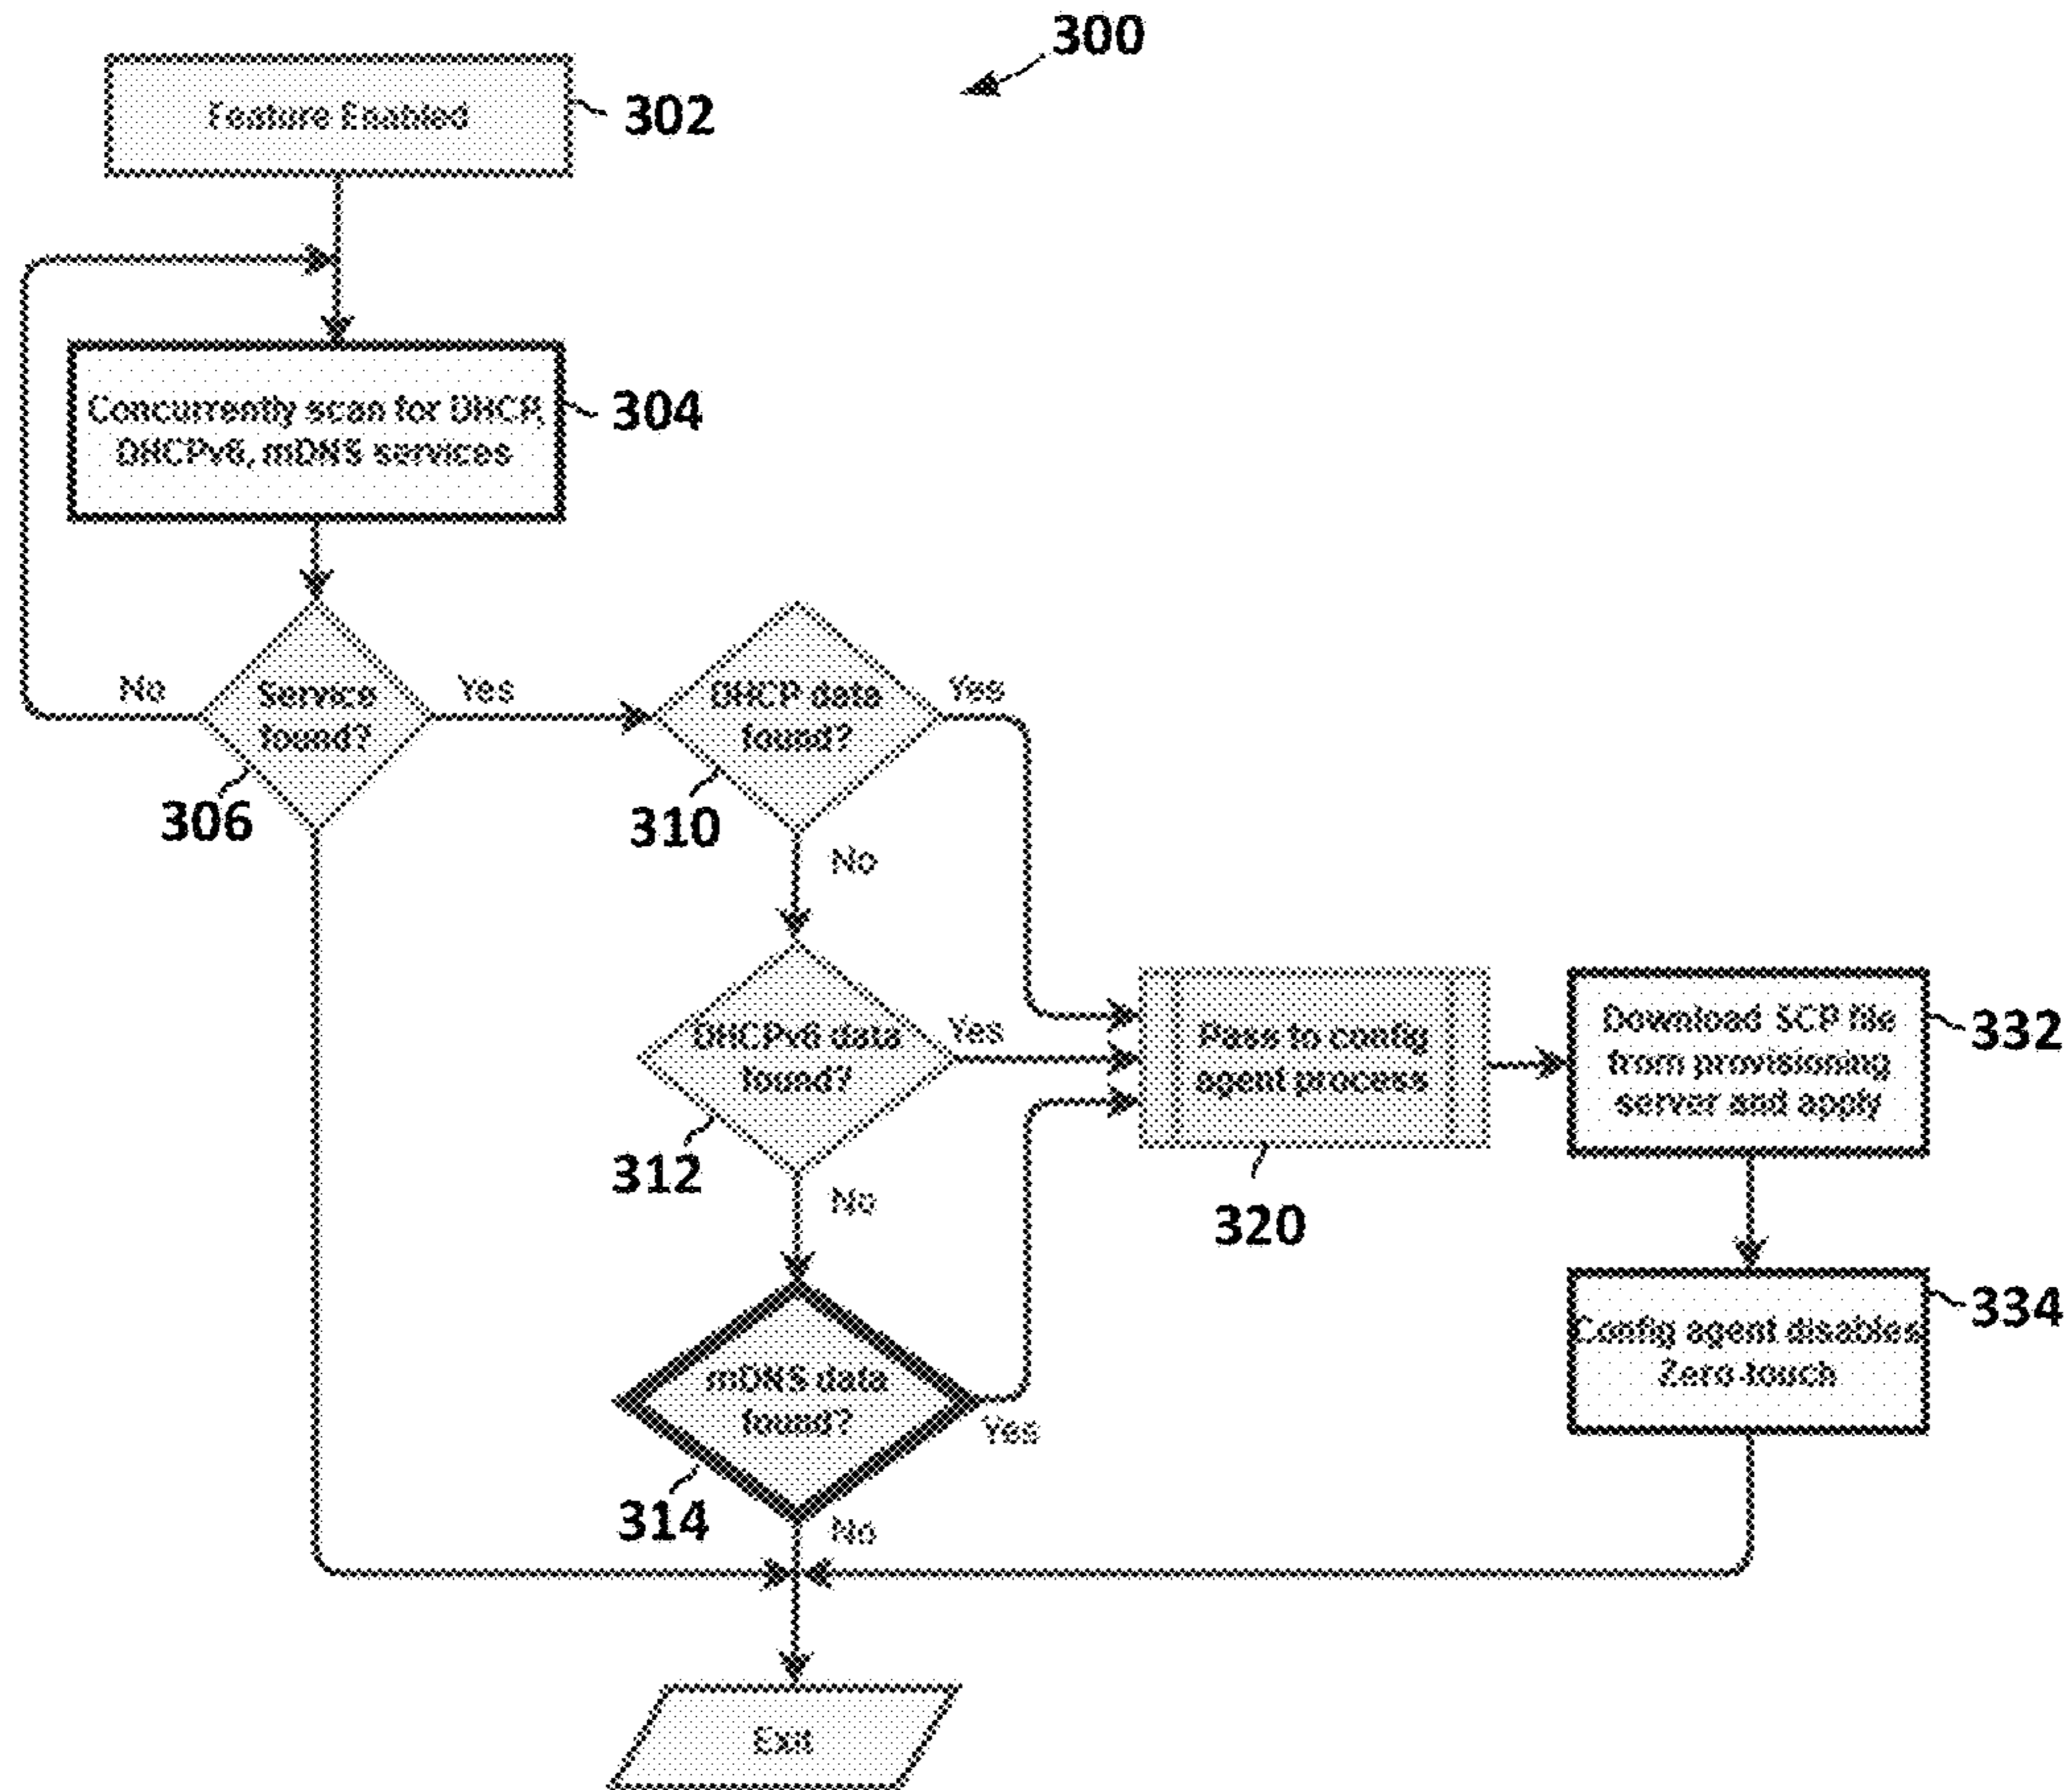 300
Feature Enabled
302
Concurrently scan for DHCP,
DHCPv6, mDNS services
304
No
Service
found?
Yes
306
DHCP data
found?
Yes
310
No
DHCPv6 data
found?
Yes
312
No
mDNS data
found?
Yes
314
No
Pass to config
agent process
320
Download SCP file
from provisioning
server and apply
332
Config agent disables
Zero-touch
334
Exit